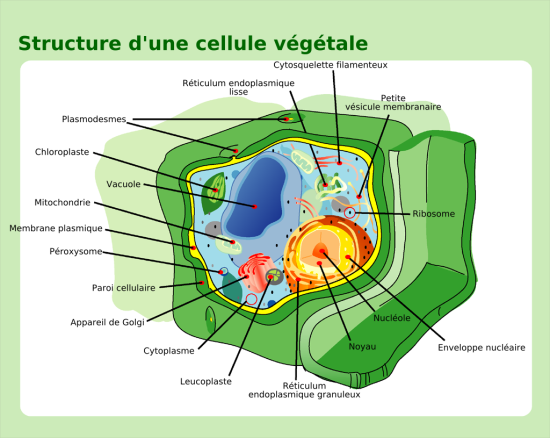 Structure d'une cellule végétale
Cytosquelette filamenteux
Réticulum endoplasmique
lisse
Petite
vésicule membranaire
Plasmodesmes
Chloroplaste
Vacuole
Mitochondrie
Ribosome
Membrane plasmique
Péroxysome
Paroi cellulaire
Appareil de Golgi
Nucléole
Cytoplasme
Noyau
Enveloppe nucléaire
Leucoplaste
Réticulum
endoplasmique granuleux